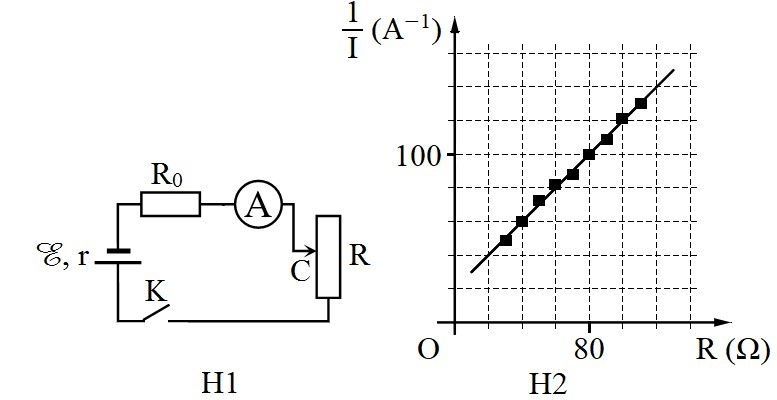 R₀
A
ℰ, r
C
R
K
H1
1/I (A⁻¹)
100
O
80
R (Ω)
H2